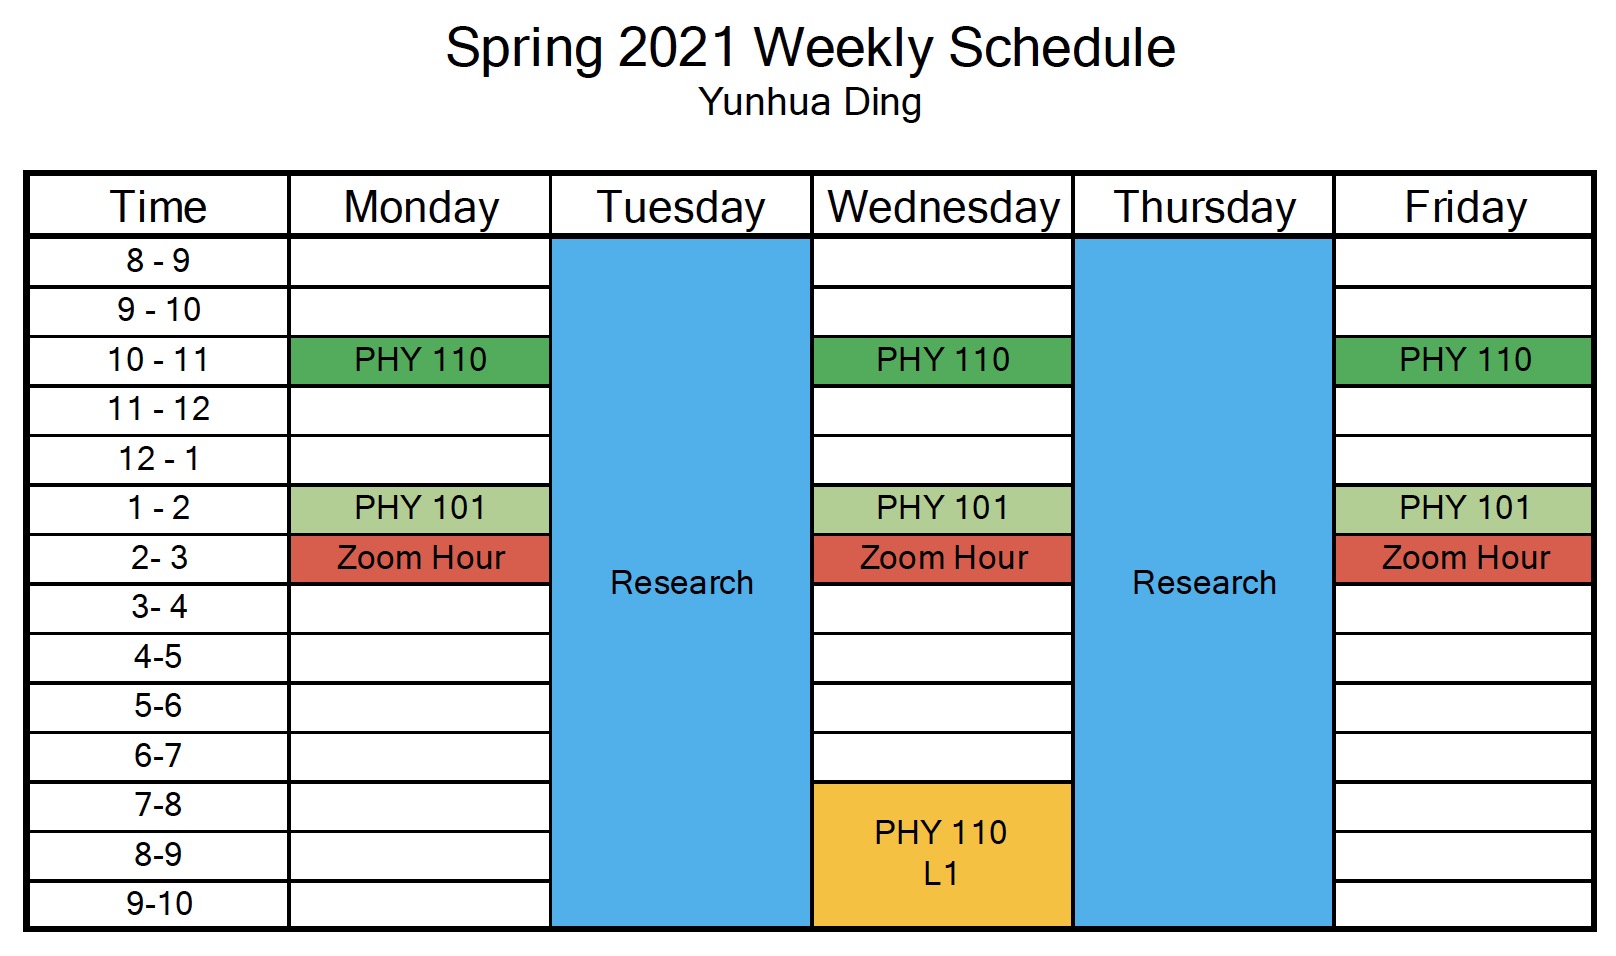 Spring 2021 Weekly Schedule
Yunhua Ding
Time Monday Tuesday Wednesday Thursday Friday
8 - 9
9 - 10
10 - 11 PHY 110 PHY 110 PHY 110
11 - 12
12 - 1
1 - 2 PHY 101 PHY 101 PHY 101
2- 3 Zoom Hour Zoom Hour Zoom Hour
Research Research
3- 4
4-5
5-6
6-7
7-8
PHY 110
8-9
L1
9-10